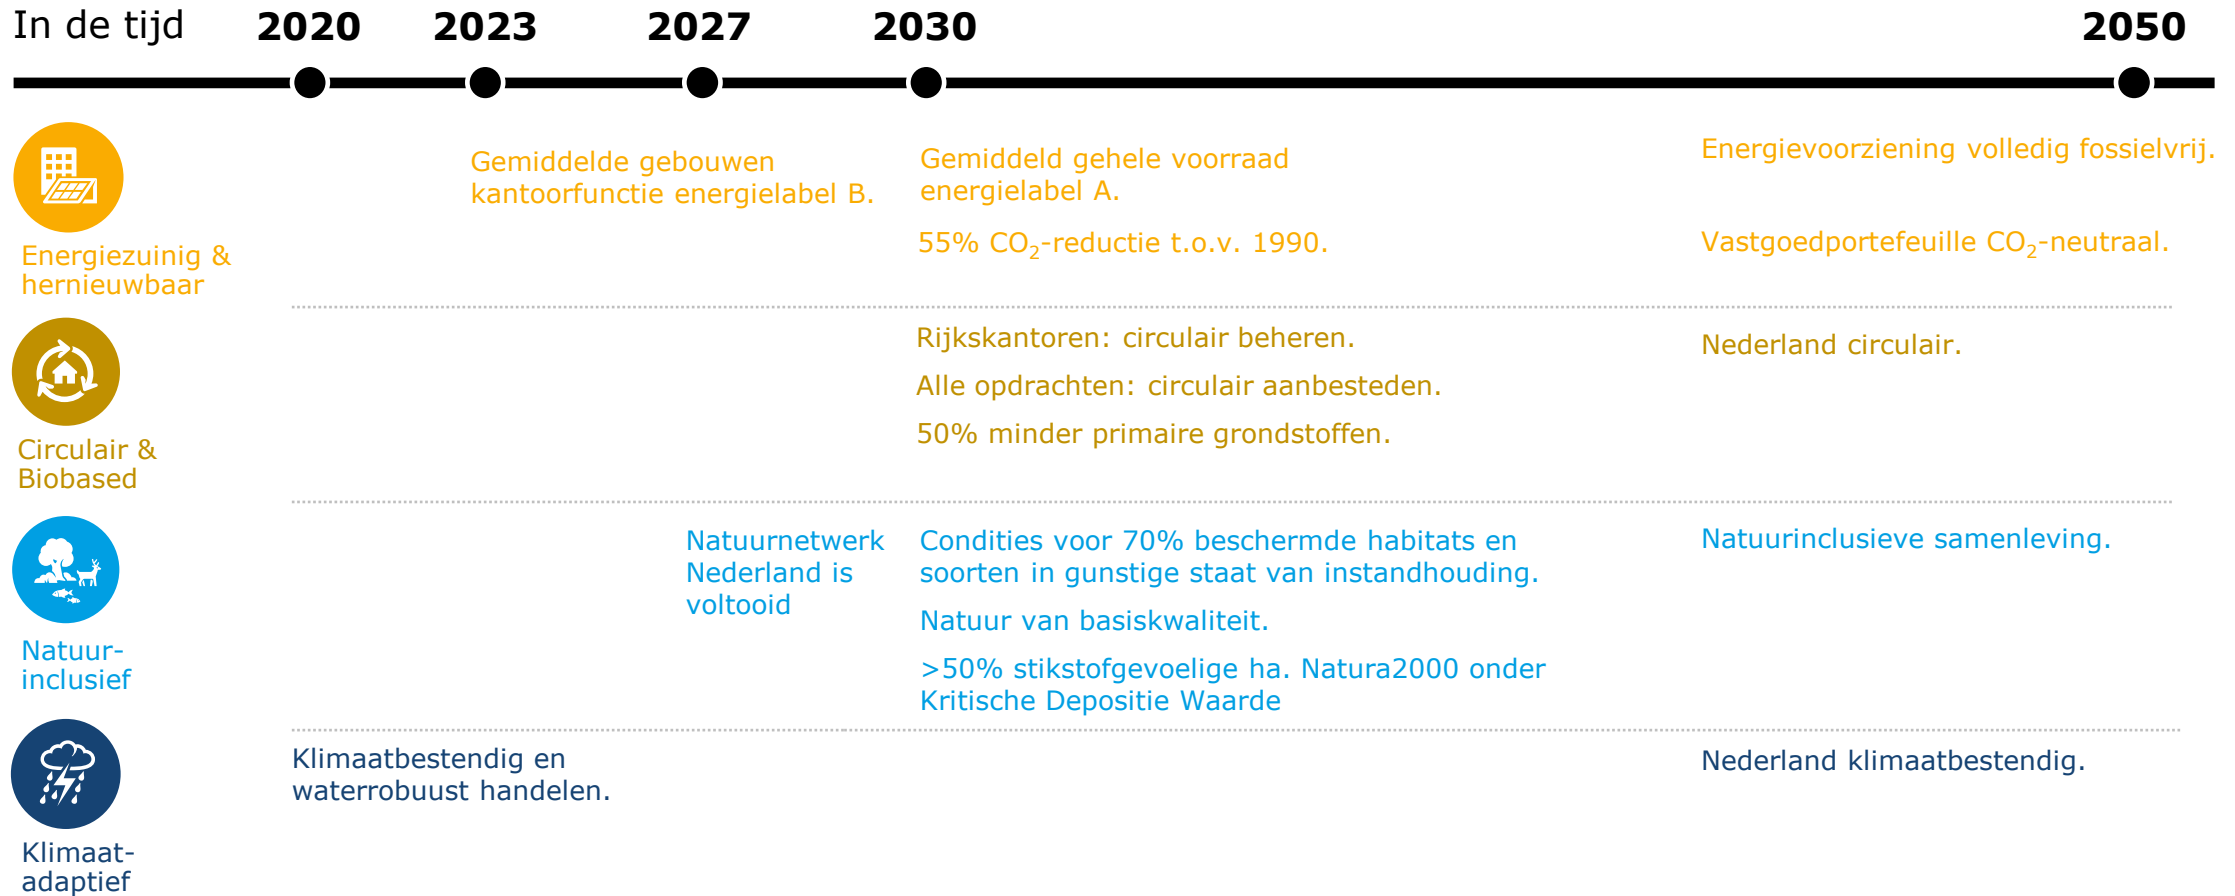 In de tijd 2020 2023 2027 2030 2050
Energiezuinig &
hernieuwbaar
Gemiddelde gebouwen
kantoorfunctie energielabel B.
Gemiddeld gehele voorraad
energielabel A.
55% CO₂-reductie t.o.v. 1990.
Energievoorziening volledig fossielvrij.
Vastgoedportefeuille CO₂-neutraal.
Circulair &
Biobased
Rijkskantoren: circulair beheren.
Alle opdrachten: circulair aanbesteden.
50% minder primaire grondstoffen.
Nederland circulair.
Natuur-
inclusief
Natuurnetwerk
Nederland is
voltooid
Condities voor 70% beschermde habitats en
soorten in gunstige staat van instandhouding.
Natuur van basiskwaliteit.
>50% stikstofgevoelige ha. Natura2000 onder
Kritische Depositie Waarde
Natuurinclusieve samenleving.
Klimaat-
adaptief
Klimaatbestendig en
waterrobuust handelen.
Nederland klimaatbestendig.